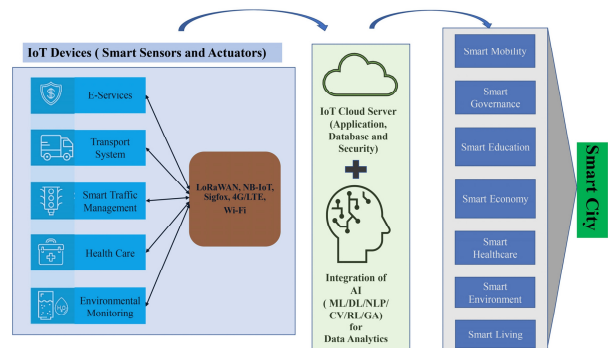 IoT Devices ( Smart Sensors and Actuators)
E-Services
Transport
System
Smart Traffic
Management
Health Care
Environmental
Monitoring
LoRaWAN, NB-IoT,
Sigfox, 4G/LTE,
Wi-Fi
IoT Cloud Server
(Application,
Database and
Security)
Integration of
AI
( ML/DL/NLP/
CV/RL/GA)
for
Data Analytics
Smart Mobility
Smart
Governance
Smart Education
Smart Economy
Smart
Healthcare
Smart
Environment
Smart Living
Smart City